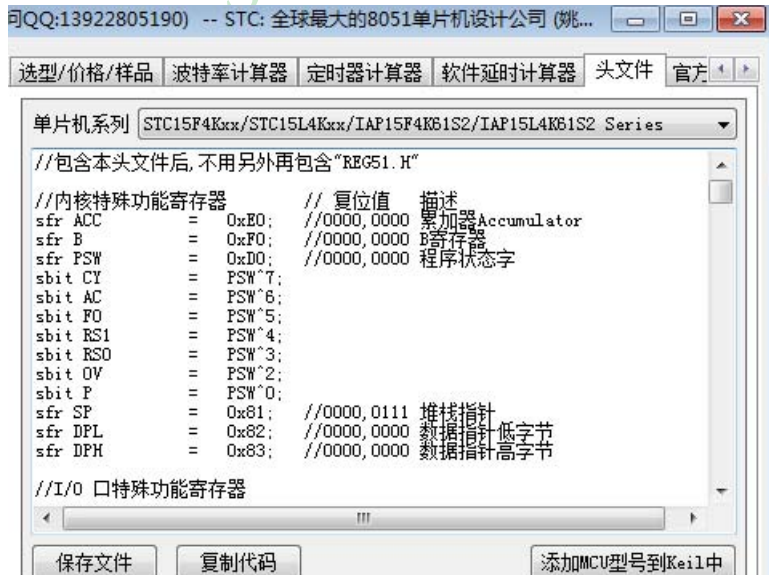 问QQ:13922805190) -- STC: 全球最大的8051单片机设计公司 (姚...
选型/价格/样品 波特率计算器 定时器计算器 软件延时计算器 头文件 官方
单片机系列 STC15F4Kxx/STC15L4Kxx/IAP15F4K61S2/IAP15L4K61S2 Series
//包含本头文件后,不用另外再包含"REG51.H"
//内核特殊功能寄存器 // 复位值 描述
sfr ACC = 0xE0; //0000,0000 累加器Accumulator
sfr B = 0xF0; //0000,0000 B寄存器
sfr PSW = 0xD0; //0000,0000 程序状态字
sbit CY = PSW^7;
sbit AC = PSW^6;
sbit F0 = PSW^5;
sbit RS1 = PSW^4;
sbit RS0 = PSW^3;
sbit OV = PSW^2;
sbit P = PSW^0;
sfr SP = 0x81; //0000,0111 堆栈指针
sfr DPL = 0x82; //0000,0000 数据指针低字节
sfr DPH = 0x83; //0000,0000 数据指针高字节
//I/O 口特殊功能寄存器
保存文件 复制代码 添加MCU型号到Keil中